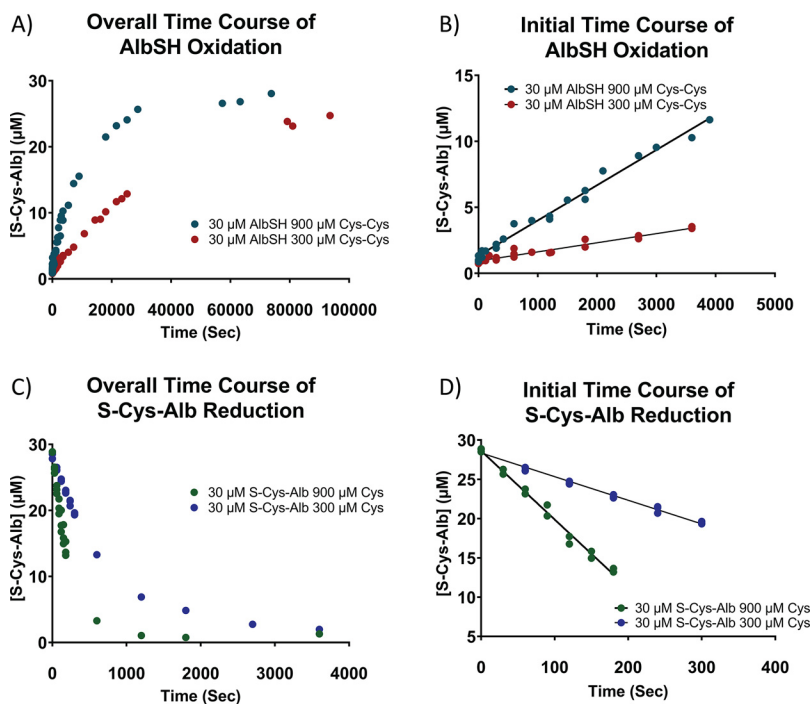 A)
Overall Time Course of
AlbSH Oxidation
[S-Cys-Alb] (µM)
30
20
10
0
30 µM AlbSH 900 µM Cys-Cys
30 µM AlbSH 300 µM Cys-Cys
0
20000
40000
60000
80000
100000
Time (Sec)
B)
Initial Time Course of
AlbSH Oxidation
[S-Cys-Alb] (µM)
15
10
5
0
30 µM AlbSH 900 µM Cys-Cys
30 µM AlbSH 300 µM Cys-Cys
0
1000
2000
3000
4000
5000
Time (Sec)
C)
Overall Time Course of
S-Cys-Alb Reduction
[S-Cys-Alb] (µM)
30
20
10
0
30 µM S-Cys-Alb 900 µM Cys
30 µM S-Cys-Alb 300 µM Cys
0
1000
2000
3000
4000
Time (Sec)
D)
Initial Time Course of
S-Cys-Alb Reduction
[S-Cys-Alb] (µM)
30
25
20
15
10
5
30 µM S-Cys-Alb 900 µM Cys
30 µM S-Cys-Alb 300 µM Cys
0
100
200
300
400
Time (Sec)